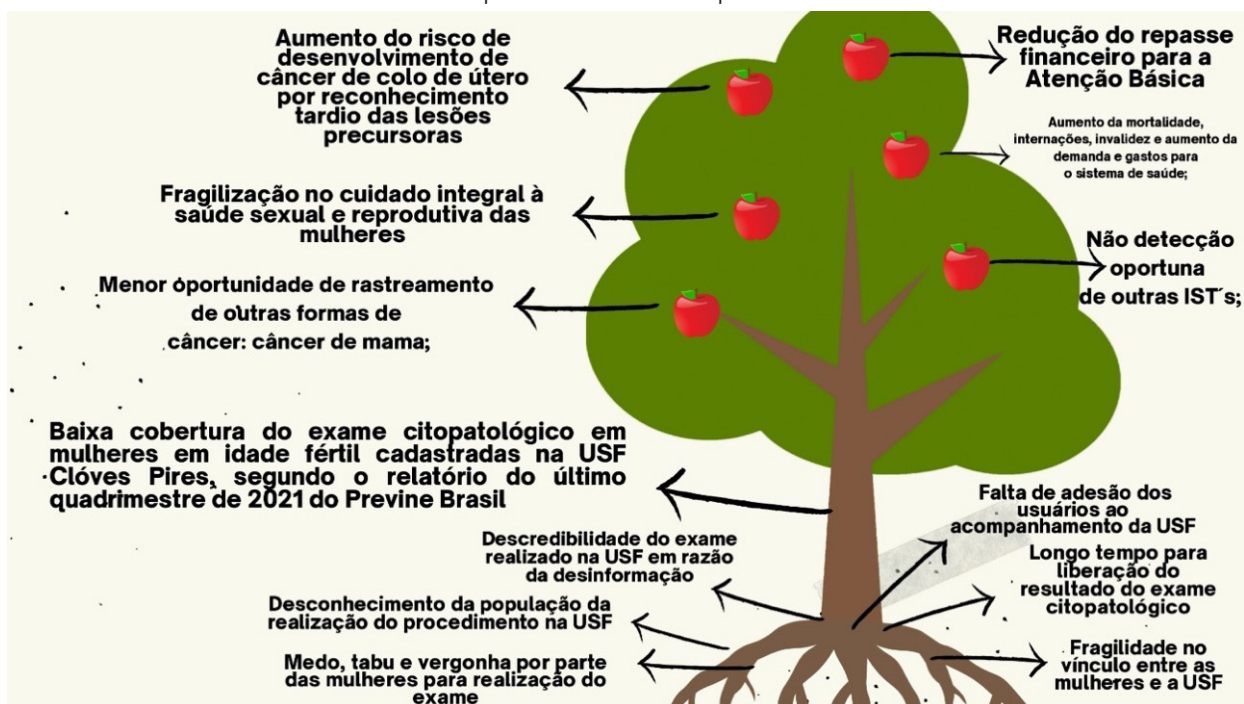 Aumento do risco de
desenvolvimento de
câncer de colo de útero
por reconhecimento
tardio das lesões
precursoras
Redução do repasse
financeiro para a
Atenção Básica
Aumento da mortalidade,
internações, invalidez e aumento da
demanda e gastos para
o sistema de saúde;
Fragilização no cuidado integral à
saúde sexual e reprodutiva das
mulheres
Não detecção
oportuna
de outras IST´s;
Menor oportunidade de rastreamento
de outras formas de
câncer: câncer de mama;
Baixa cobertura do exame citopatológico em
mulheres em idade fértil cadastradas na USF
Clóves Pires, segundo o relatório do último
quadrimestre de 2021 do Previne Brasil
Falta de adesão dos
usuários ao
acompanhamento da USF
Descredibilidade do exame
realizado na USF em razão
da desinformação
Longo tempo para
liberação do
resultado do exame
citopatológico
Desconhecimento da população da
realização do procedimento na USF
Medo, tabu e vergonha por parte
das mulheres para realização do
exame
Fragilidade no
vínculo entre as
mulheres e a USF